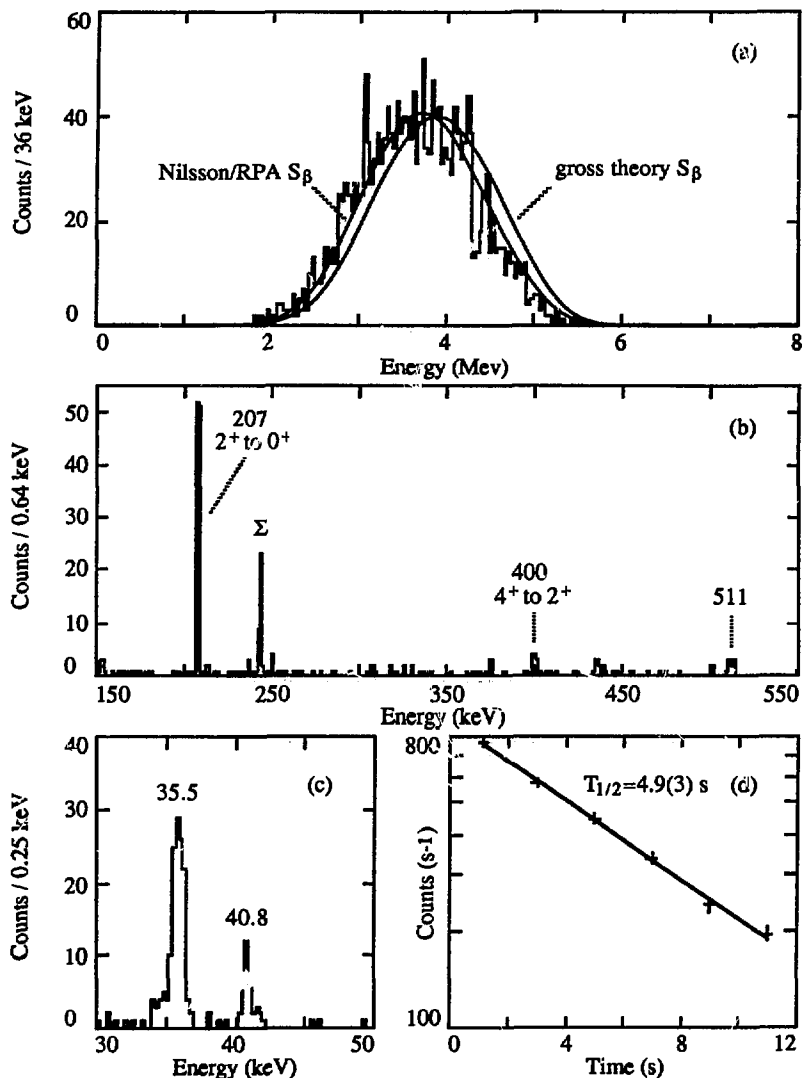 60
40
20
0
Counts / 36 keV
(a)
Nilsson/RPA Sβ
gross theory Sβ
0 2 4 6 8
Energy (Mev)
50
40
30
20
10
0
Counts / 0.64 keV
(b)
207
2⁺ to 0⁺
Σ
400
4⁺ to 2⁺
511
150 250 350 450 550
Energy (keV)
40
30
20
10
0
Counts / 0.25 keV
(c)
35.5
40.8
30 40 50
Energy (keV)
800
100
Counts (s-1)
T1/2=4.9(3) s (d)
0 4 8 12
Time (s)